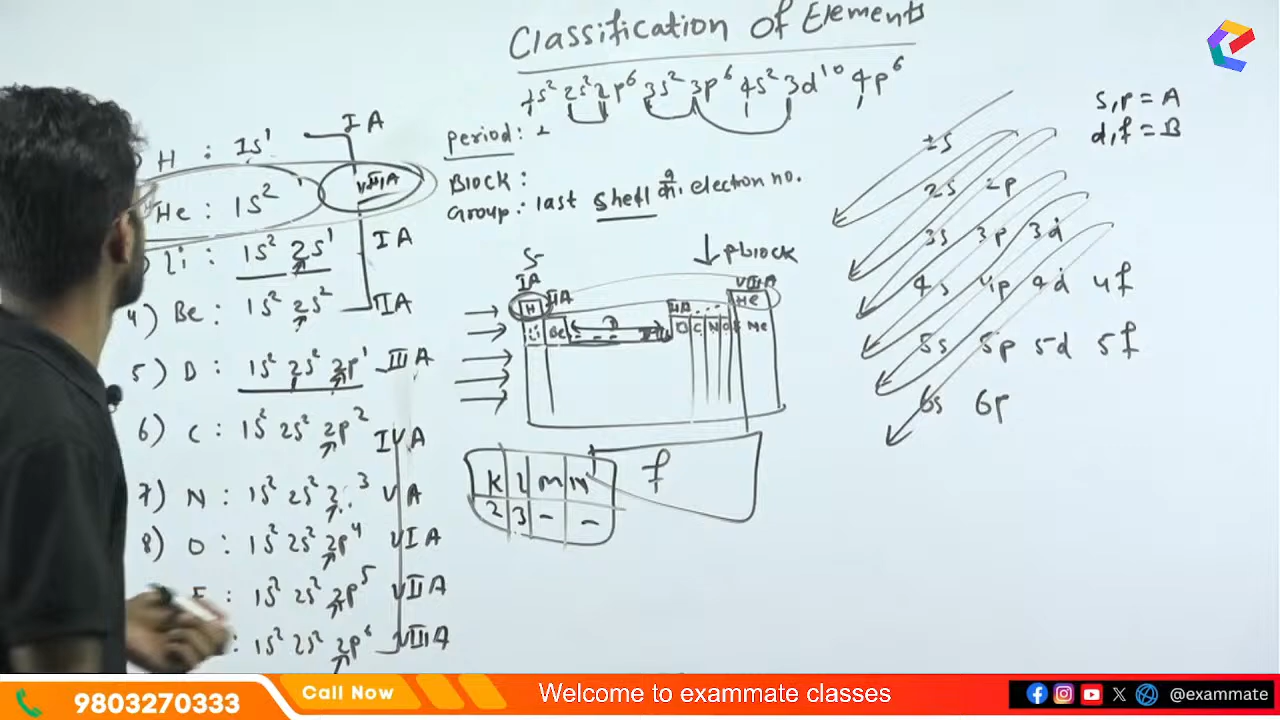 Classification of Elements
1s² 2s² 2p⁶ 3s² 3p⁶ 4s² 3d¹⁰ 4p⁶
s,p = A
d,f = B
Period:
Block:
Group: last shell electron no.
H : 1s¹ IA
He : 1s² VIIIA
Li : 1s² 2s¹ IA
4) Be : 1s² 2s² IIA
5) B : 1s² 2s² 2p¹ IIIA
6) C : 1s² 2s² 2p² IVA
7) N : 1s² 2s² 2 ³ VA
8) O : 1s² 2s² 2p⁴ VIA
F : 1s² 2s² 2p⁵ VIIA
: 1s² 2s² 2p⁶ VIIIA
S
P block
IA IIA IIIA VIIIA
H He
Be D B C N O Ne
f
K L M N
2 3 - -
1s
2s 2p
3s 3p 3d
4s 4p 4d 4f
5s 5p 5d 5f
6s 6p
9803270333
Call Now
Welcome to exammate classes
@exammate